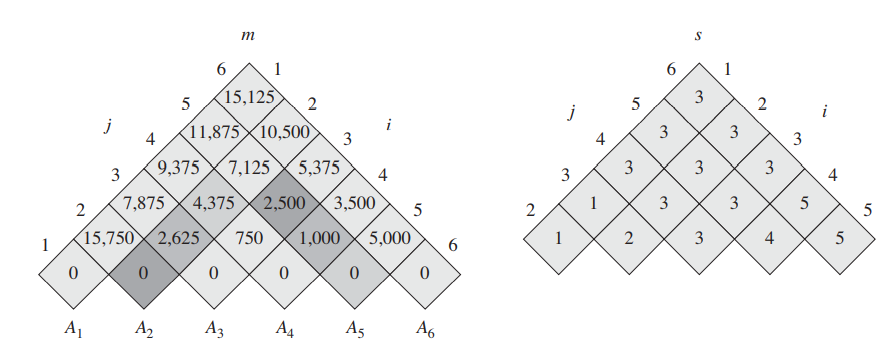 m s
6 1 6 1
15,125 3
5 2 5 2
11,875 10,500 3 3
j i j i
4 3 4 3
9,375 7,125 5,375 3 3 3
3 4 3 4
7,875 4,375 2,500 3,500 1 3 3 5
2 5 2 5
15,750 2,625 750 1,000 5,000 1 2 3 4 5
1 6
0 0 0 0 0 0
A1 A2 A3 A4 A5 A6